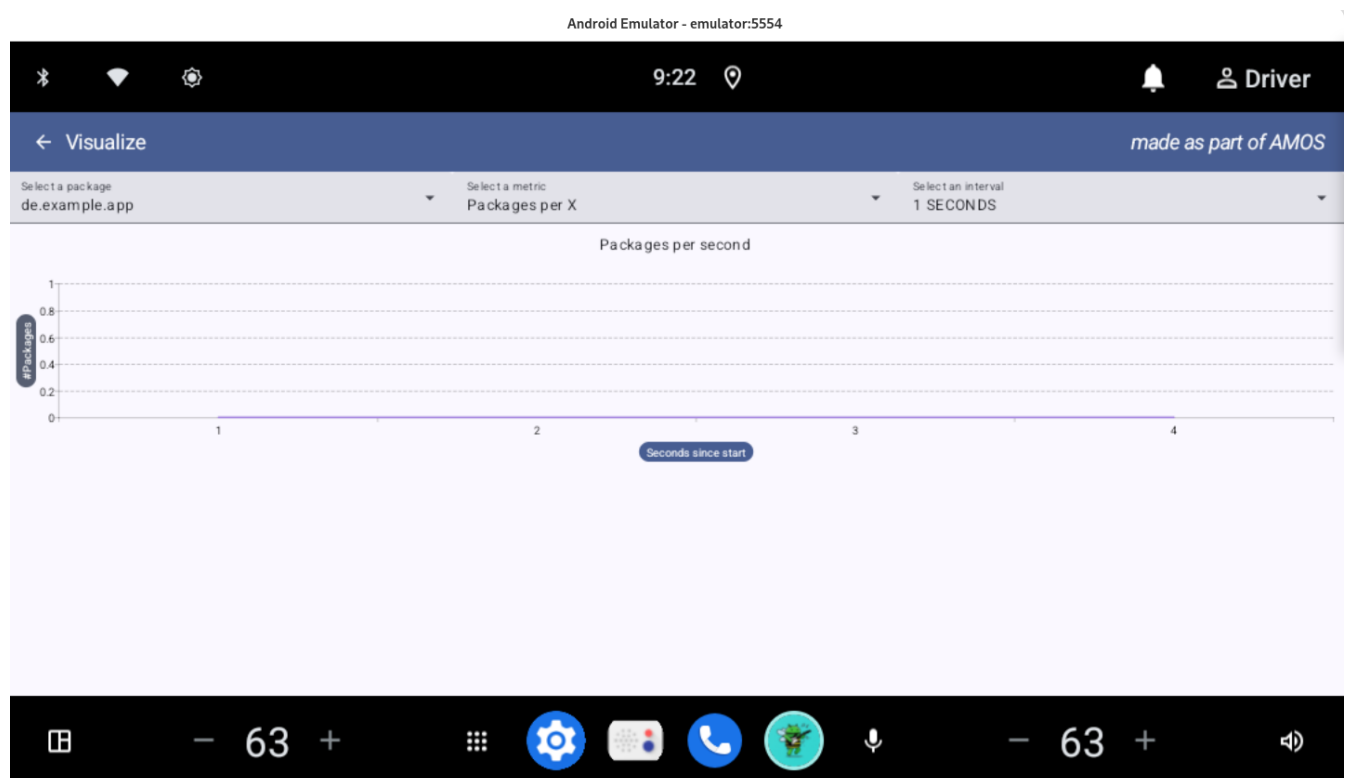 Android Emulator - emulator:5554
9:22
Driver
Visualize
made as part of AMOS
Select a package
de.example.app
Select a metric
Packages per X
Select an interval
1 SECONDS
Packages per second
1
0.8
0.6
0.4
0.2
0
#Packages
1
2
3
4
Seconds since start
− 63 +
− 63 +